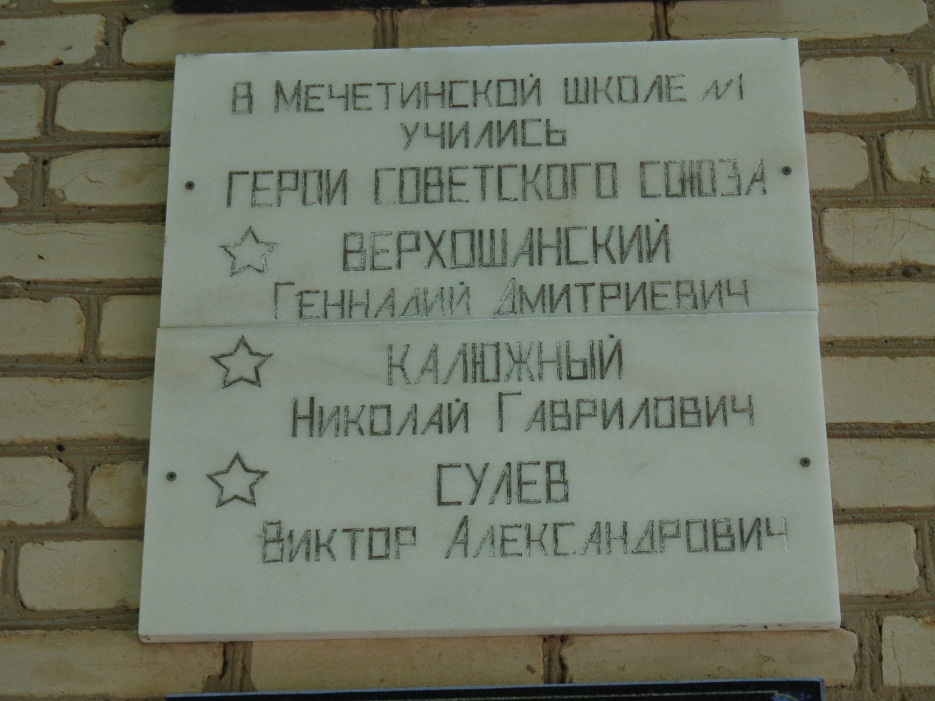 В МЕЧЕТИНСКОЙ ШКОЛЕ №1
УЧИЛИСЬ
ГЕРОИ СОВЕТСКОГО СОЮЗА
ВЕРХОШАНСКИЙ
ГЕННАДИЙ ДМИТРИЕВИЧ
КАЛЮЖНЫЙ
НИКОЛАЙ ГАВРИЛОВИЧ
СУЛЕВ
ВИКТОР АЛЕКСАНДРОВИЧ